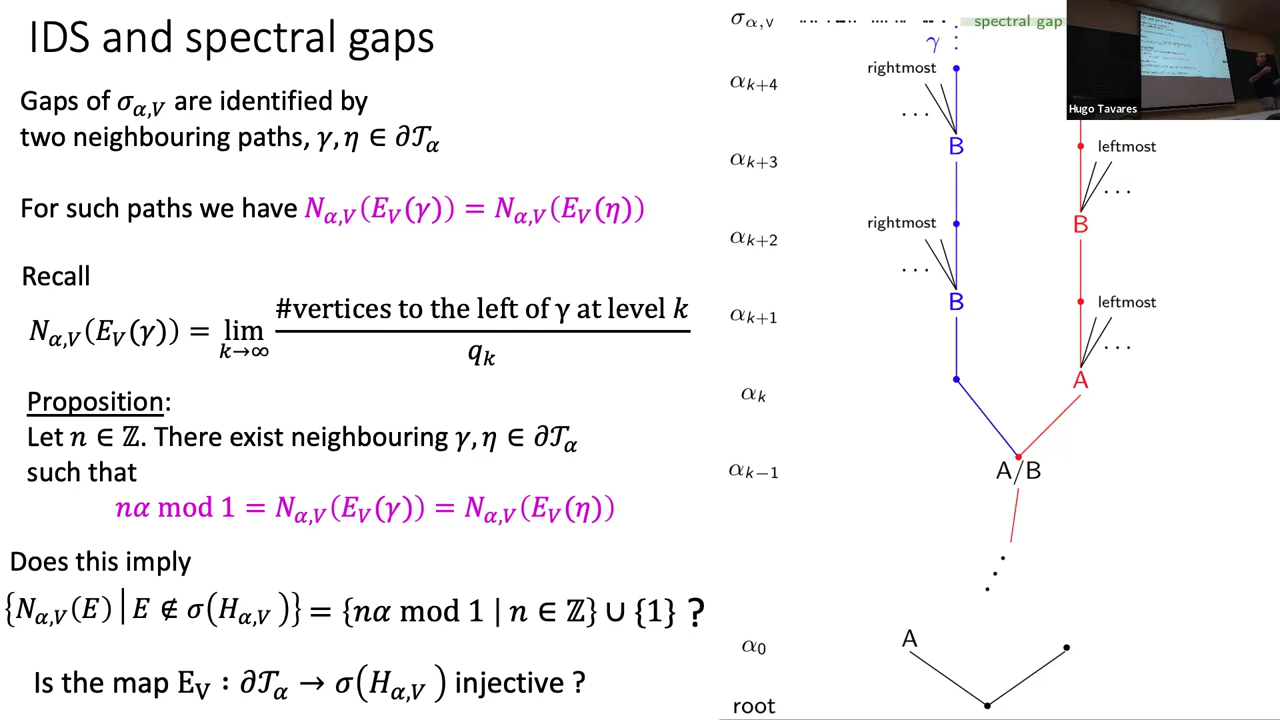 IDS and spectral gaps
Gaps of σ_{α,V} are identified by
two neighbouring paths, γ, η ∈ ∂𝒯_α
For such paths we have N_{α,V}(E_V(γ)) = N_{α,V}(E_V(η))
Recall
N_{α,V}(E_V(γ)) = lim_{k→∞} #vertices to the left of γ at level k / q_k
Proposition:
Let n ∈ ℤ. There exist neighbouring γ, η ∈ ∂𝒯_α
such that
nα mod 1 = N_{α,V}(E_V(γ)) = N_{α,V}(E_V(η))
Does this imply
{N_{α,V}(E) | E ∉ σ(H_{α,V})} = {nα mod 1 | n ∈ ℤ} ∪ {1} ?
Is the map E_V : ∂𝒯_α → σ(H_{α,V}) injective ?
σ_{α,V}
spectral gap
γ
rightmost
α_{k+4}
...
Hugo Tavares
B
leftmost
α_{k+3}
...
rightmost
B
α_{k+2}
...
B
leftmost
α_{k+1}
...
A
α_k
A/B
α_{k−1}
...
A
α_0
root